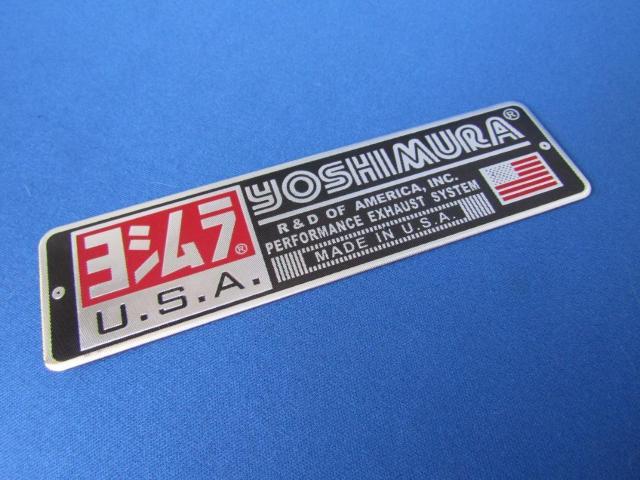 ヨシムラ®
U.S.A.
YOSHIMURA®
R & D OF AMERICA, INC.
PERFORMANCE EXHAUST SYSTEM
MADE IN U.S.A.